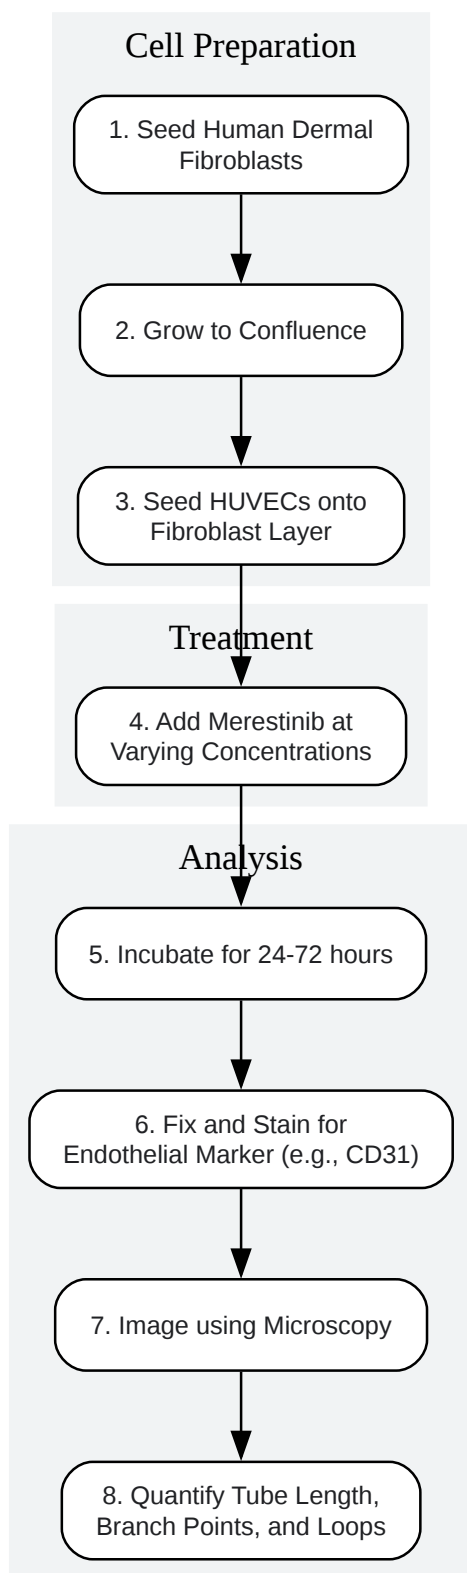 Cell Preparation
1. Seed Human Dermal
Fibroblasts
2. Grow to Confluence
3. Seed HUVECs onto
Fibroblast Layer
Treatment
4. Add Merestinib at
Varying Concentrations
Analysis
5. Incubate for 24-72 hours
6. Fix and Stain for
Endothelial Marker (e.g., CD31)
7. Image using Microscopy
8. Quantify Tube Length,
Branch Points, and Loops